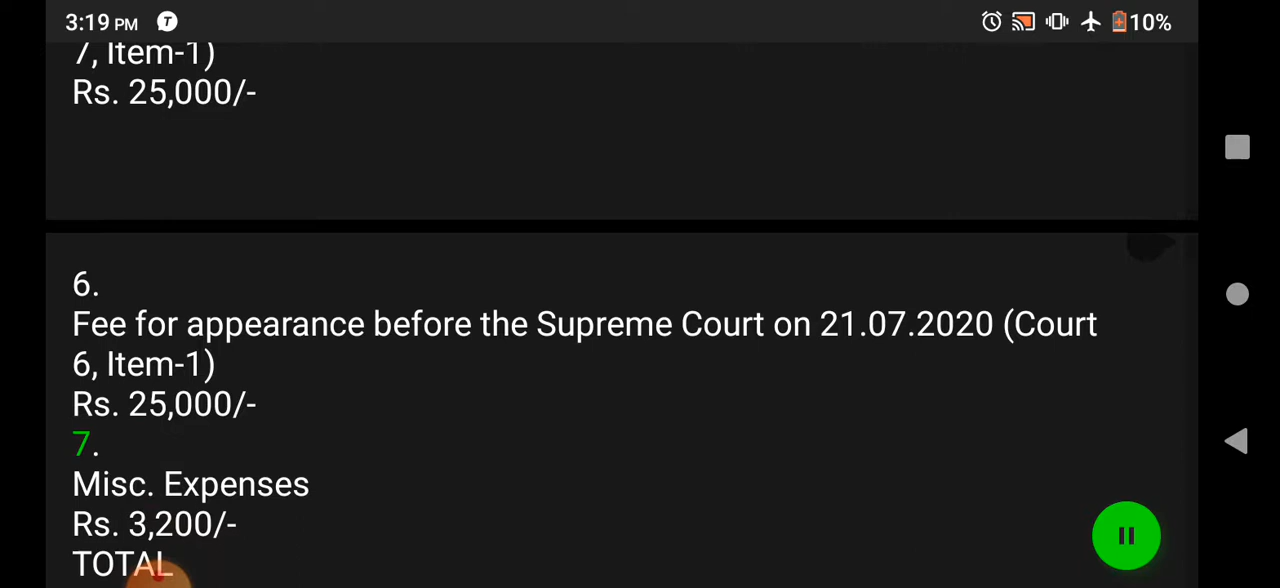 3:19 PM T 10%
7, Item-1)
Rs. 25,000/-
6.
Fee for appearance before the Supreme Court on 21.07.2020 (Court
6, Item-1)
Rs. 25,000/-
7.
Misc. Expenses
Rs. 3,200/-
TOTAL